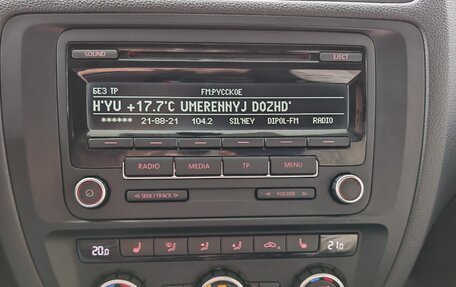 SOUND EJECT
БЕЗ TP FM:РУССКОЕ
H'YU +17.7°C UMERENNYJ DOZHD'
****** 21-88-21 104.2 SIL'NEY DIPOL-FM RADIO
RADIO MEDIA TP MENU
SEEK / TRACK FOLDER
20.0 21.0